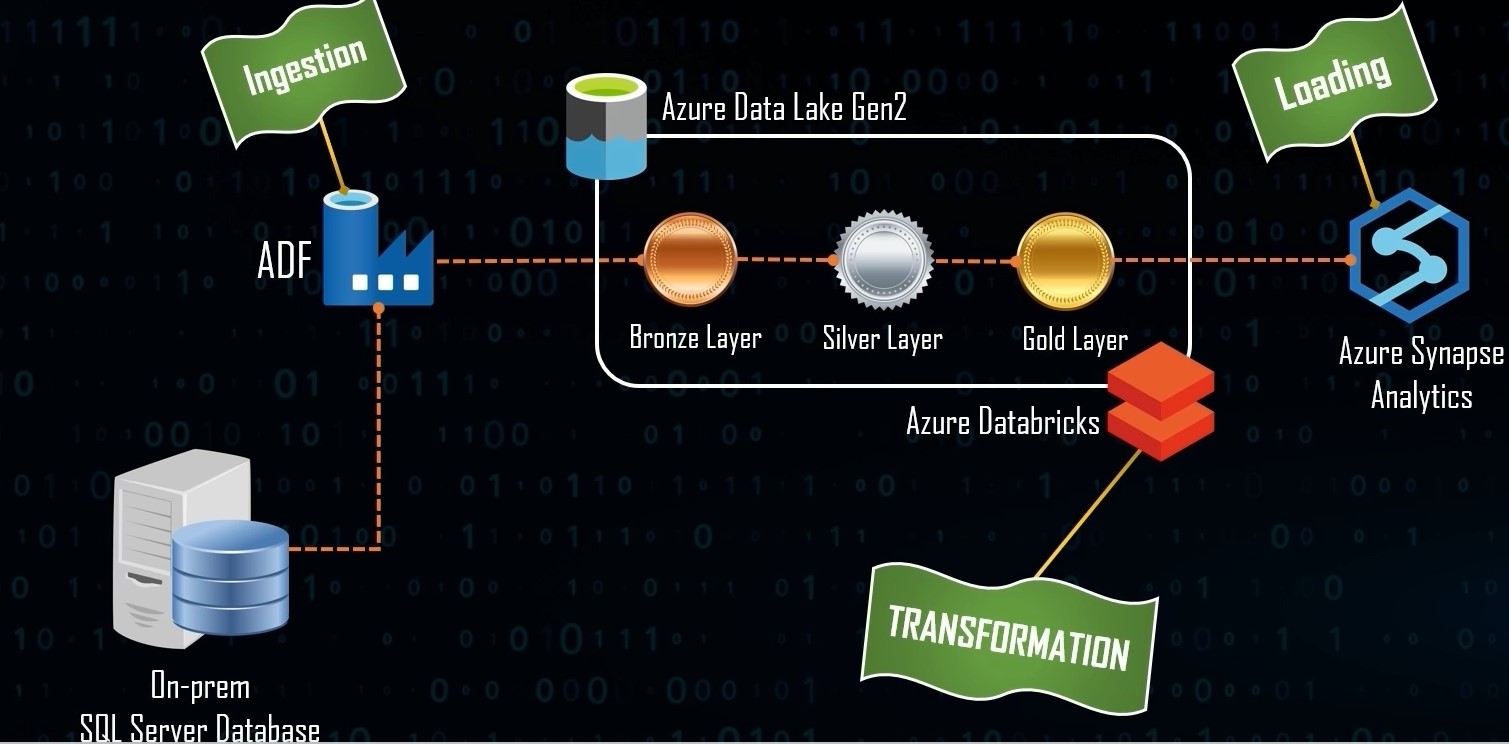 Ingestion
Loading
Azure Data Lake Gen2
ADF
Bronze Layer
Silver Layer
Gold Layer
Azure Synapse
Analytics
Azure Databricks
TRANSFORMATION
On-prem
SQL Server Database